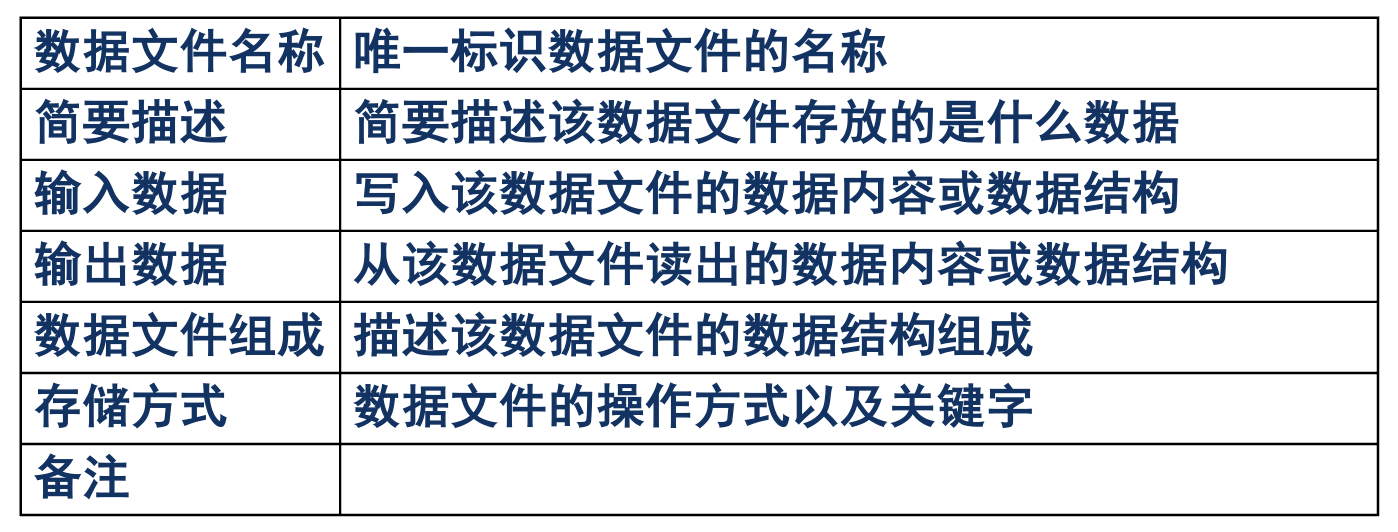 数据文件名称 唯一标识数据文件的名称
简要描述 简要描述该数据文件存放的是什么数据
输入数据 写入该数据文件的数据内容或数据结构
输出数据 从该数据文件读出的数据内容或数据结构
数据文件组成 描述该数据文件的数据结构组成
存储方式 数据文件的操作方式以及关键字
备注